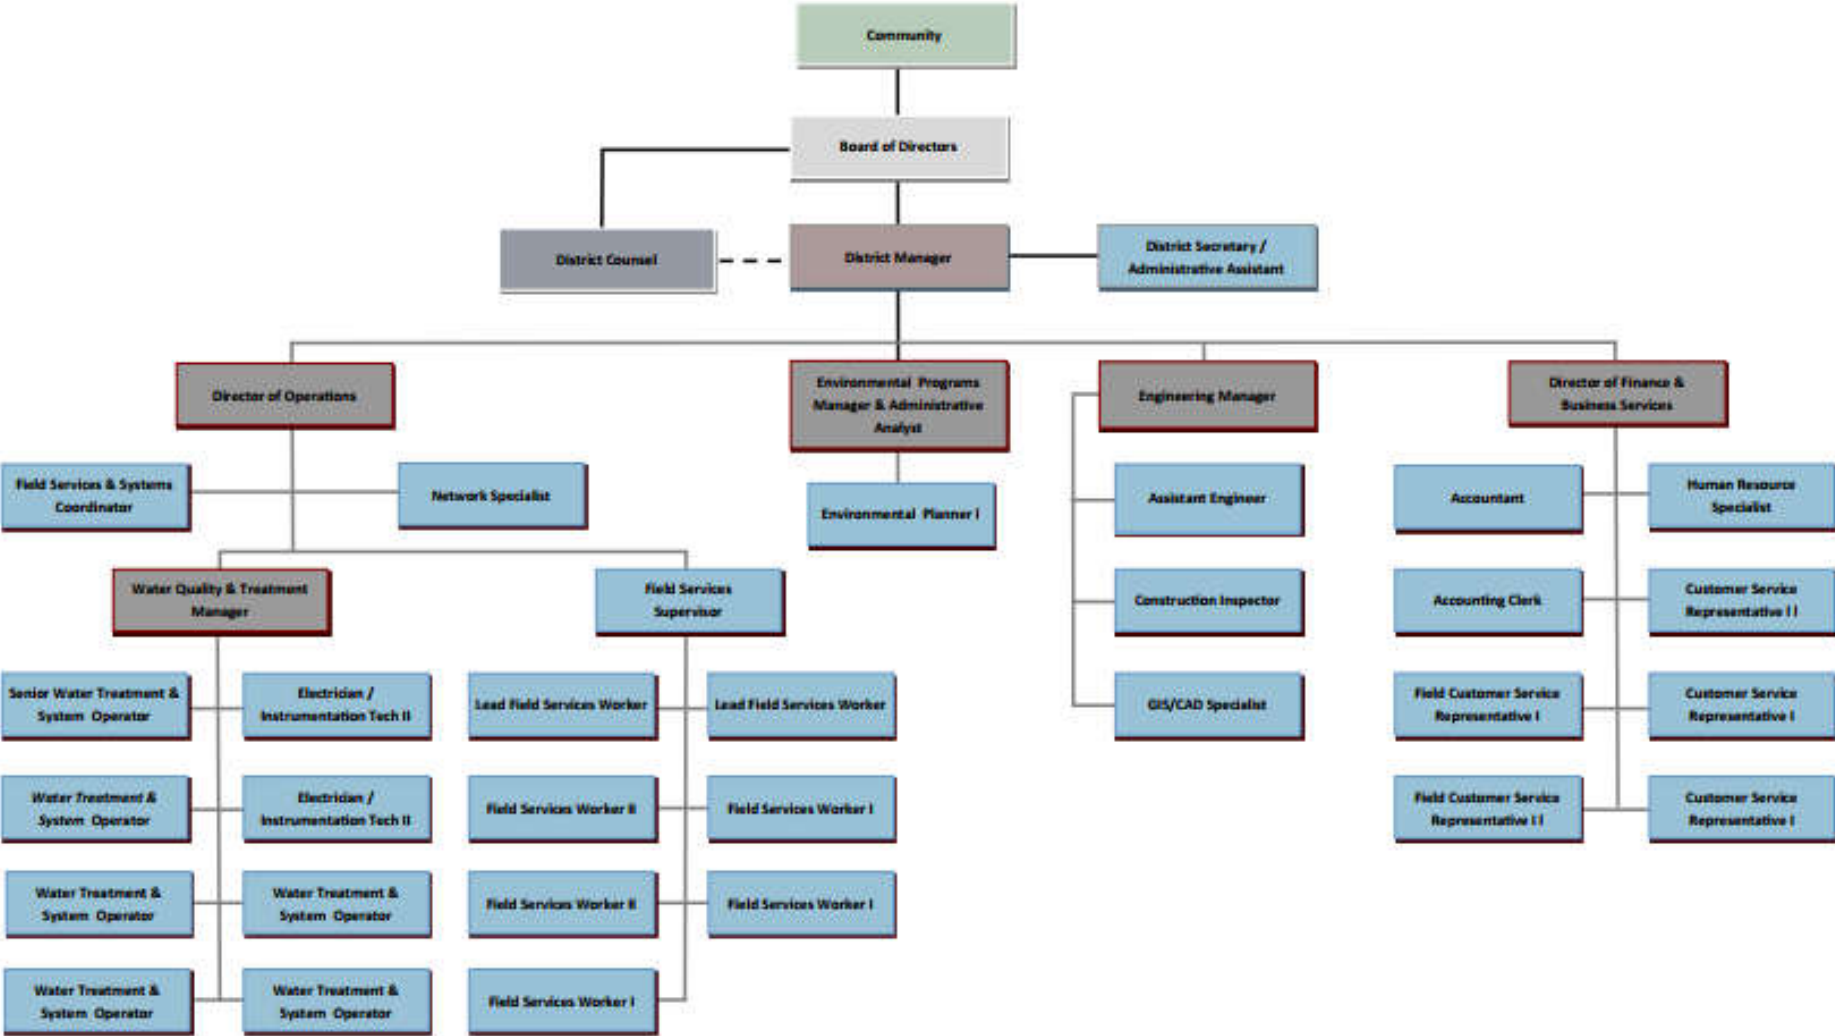 Community
Board of Directors
District Counsel
District Manager
District Secretary /
Administrative Assistant
Director of Operations
Environmental Programs
Manager & Administrative
Analyst
Engineering Manager
Director of Finance &
Business Services
Field Services & Systems
Coordinator
Network Specialist
Environmental Planner I
Assistant Engineer
Accountant
Human Resource
Specialist
Water Quality & Treatment
Manager
Field Services
Supervisor
Construction Inspector
Accounting Clerk
Customer Service
Representative I I
Senior Water Treatment &
System Operator
Electrician /
Instrumentation Tech II
Lead Field Services Worker
Lead Field Services Worker
GIS/CAD Specialist
Field Customer Service
Representative I
Customer Service
Representative I
Water Treatment &
System Operator
Electrician /
Instrumentation Tech II
Field Services Worker II
Field Services Worker I
Field Customer Service
Representative I I
Customer Service
Representative I
Water Treatment &
System Operator
Water Treatment &
System Operator
Field Services Worker II
Field Services Worker I
Water Treatment &
System Operator
Water Treatment &
System Operator
Field Services Worker I